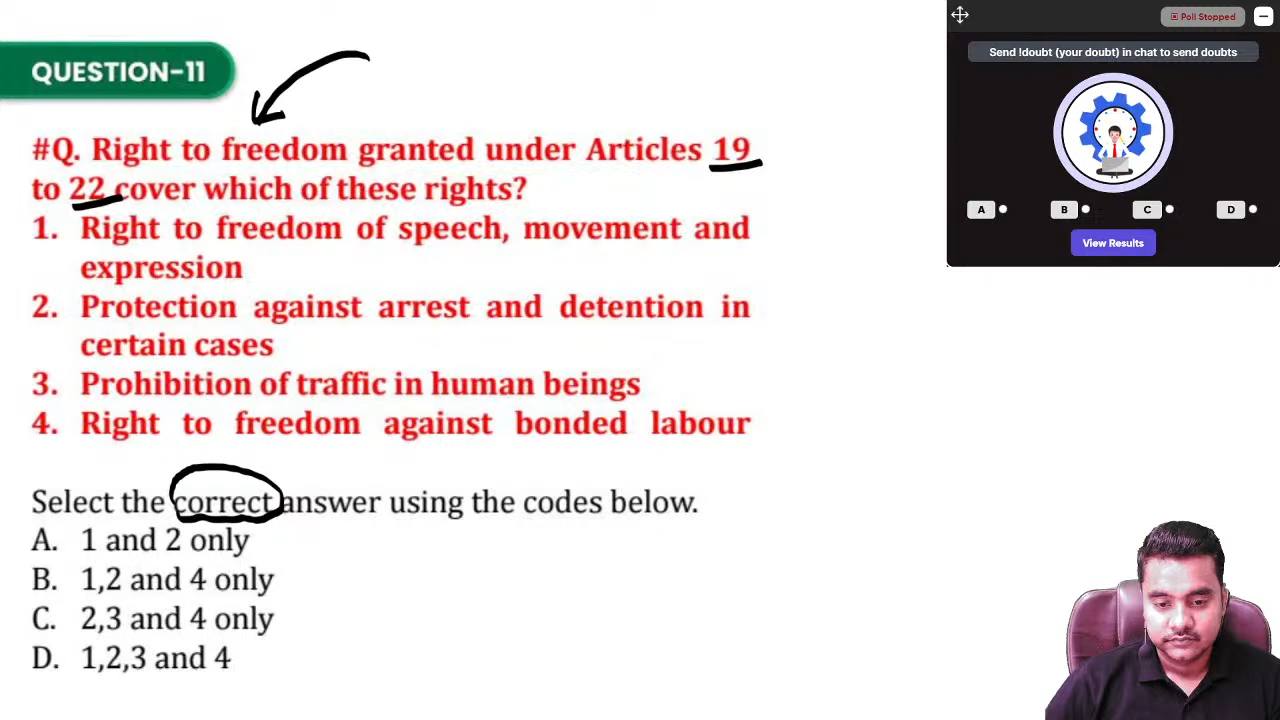 QUESTION-11
#Q. Right to freedom granted under Articles 19
to 22 cover which of these rights?
1. Right to freedom of speech, movement and
expression
2. Protection against arrest and detention in
certain cases
3. Prohibition of traffic in human beings
4. Right to freedom against bonded labour
Select the correct answer using the codes below.
A. 1 and 2 only
B. 1,2 and 4 only
C. 2,3 and 4 only
D. 1,2,3 and 4
Poll Stopped
Send !doubt (your doubt) in chat to send doubts
A B C D
View Results